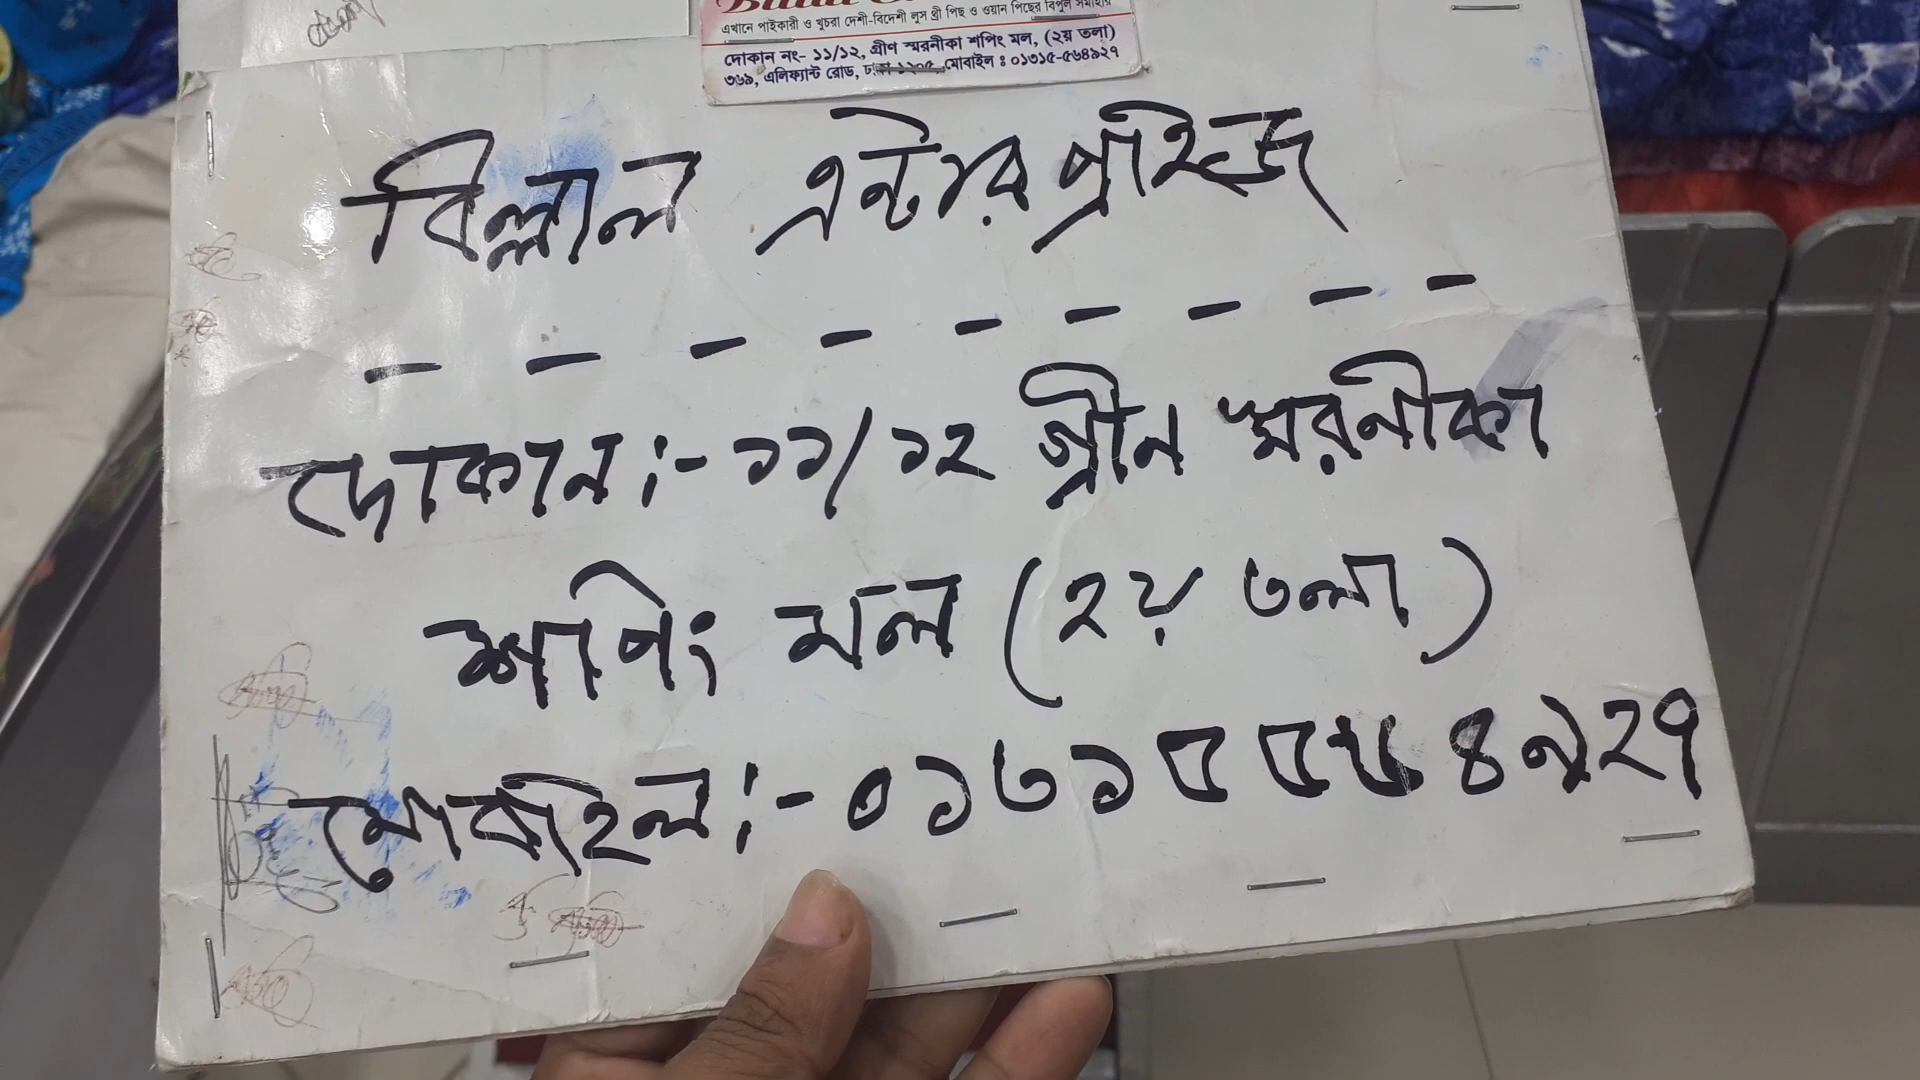 এখানে পাইকারী ও খুচরা দেশী-বিদেশী লুস থ্রী পিছ ও ওয়ান পিছের বিপুল সমাহার
দোকান নং- ১১/১২, গ্রীণ স্মরনীকা শপিং মল, (২য় তলা)
৩৬৯, এলিফ্যান্ট রোড, ঢাকা ১২০৫, মোবাইল : ০১৩১৫-৫৬৪৯২৭
বিল্লাল এন্টারপ্রাইজ
দোকান :- ১১/১২ গ্রীন স্মরনীকা
শপিং মল (২য় তলা)
মোবাইল :- ০১৩১৫৫৬৪৯২৭